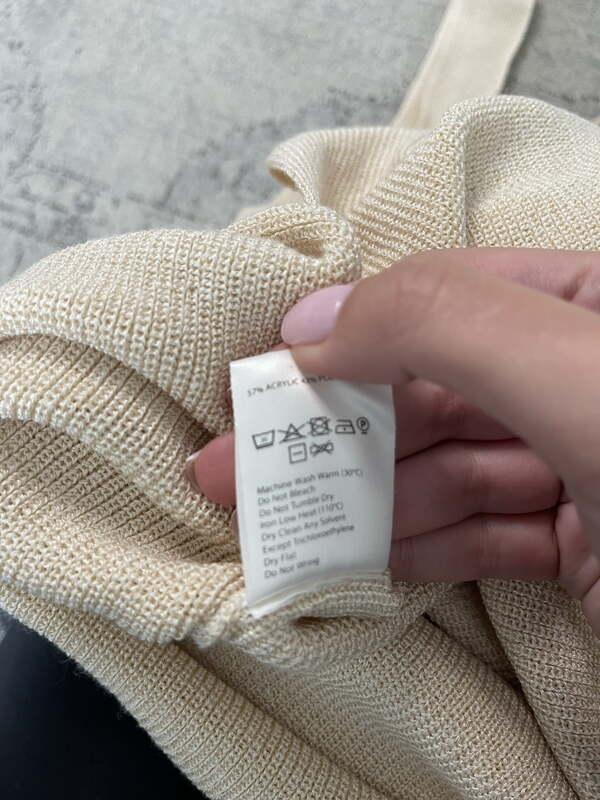 57% ACRYLIC 43%
Machine Wash Warm (30°C)
Do Not Bleach
Do Not Tumble Dry
Iron Low Heat (110°C)
Dry Clean Any Solvent
Except Trichloroethylene
Dry Flat
Do Not Wring